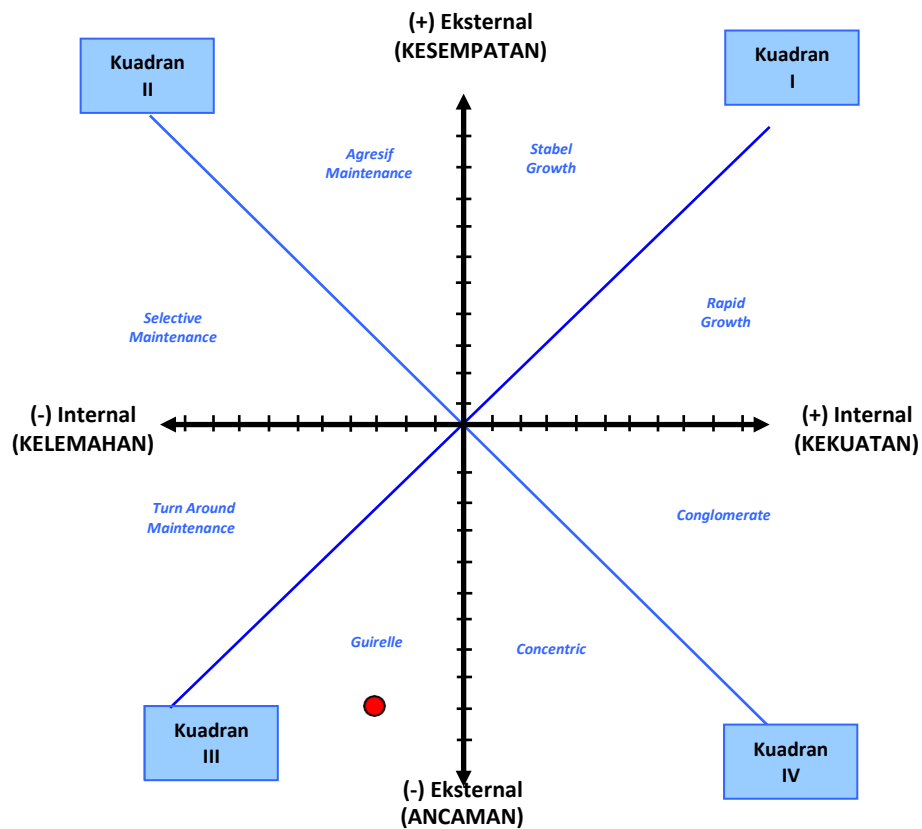 (+) Eksternal
(KESEMPATAN)
Kuadran
II
Kuadran
I
Agresif
Maintenance
Stabel
Growth
Selective
Maintenance
Rapid
Growth
(-) Internal
(KELEMAHAN)
(+) Internal
(KEKUATAN)
Turn Around
Maintenance
Conglomerate
Guirelle
Concentric
Kuadran
III
Kuadran
IV
(-) Eksternal
(ANCAMAN)